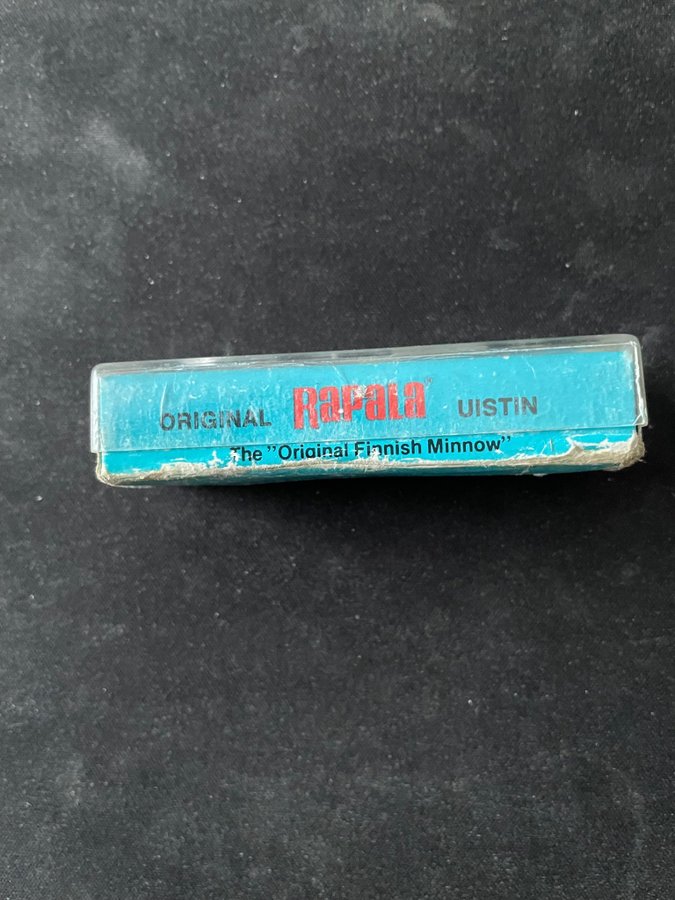 ORIGINAL RAPALA UISTIN
The "Original Finnish Minnow"